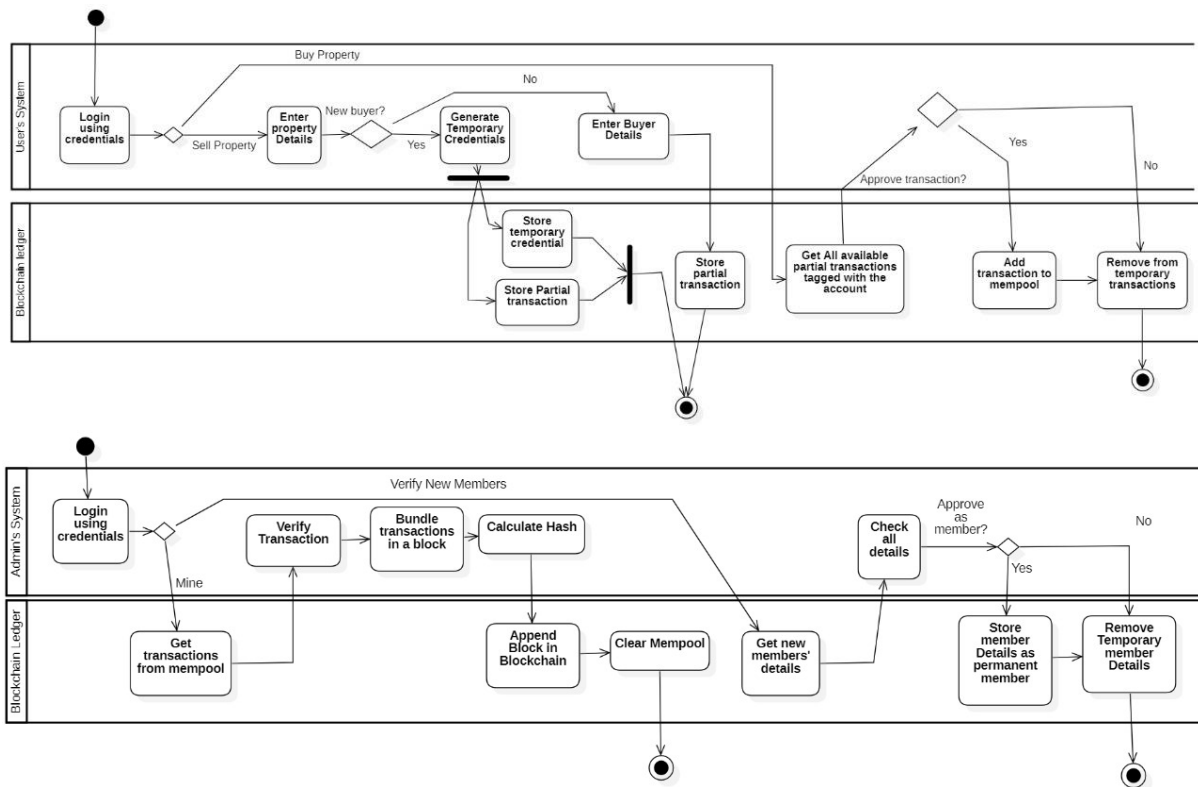 Buy Property
No
User's System
Login
using
credentials
Sell Property
Enter
property
Details
New buyer?
Yes
Generate
Temporary
Credentials
Enter Buyer
Details
Approve transaction?
Yes
No
Blockchain ledger
Store
temporary
credential
Store Partial
transaction
Store
partial
transaction
Get All available
partial transactions
tagged with the
account
Add
transaction to
mempool
Remove from
temporary
transactions
Admin's System
Login
using
credentials
Verify New Members
Mine
Verify
Transaction
Bundle
transactions
in a block
Calculate Hash
Check
all
details
Approve
as
member?
Yes
No
Blockchain Ledger
Get
transactions
from mempool
Append
Block in
Blockchain
Clear Mempool
Get new
members'
details
Store
member
Details as
permanent
member
Remove
Temporary
member
Details